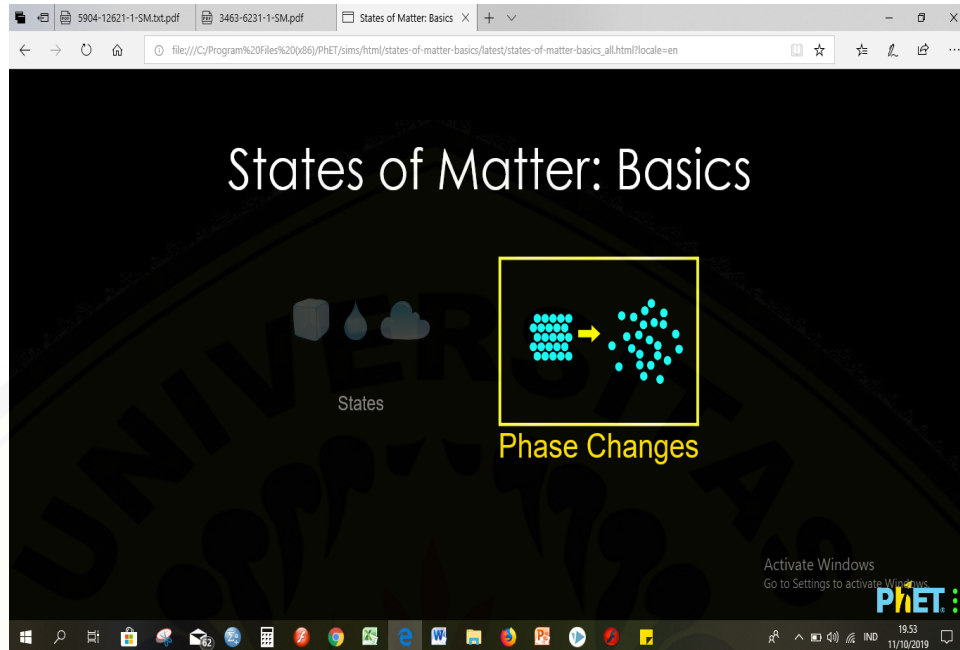 5904-12621-1-SM.txt.pdf
3463-6231-1-SM.pdf
States of Matter: Basics
file:///C:/Program%20Files%20(x86)/PhET/sims/html/states-of-matter-basics/latest/states-of-matter-basics_all.html?locale=en
States of Matter: Basics
States
Phase Changes
UNIVERSITAS
Activate Windows
Go to Settings to activate Windows.
PhET
62
IND
19.53
11/10/2019